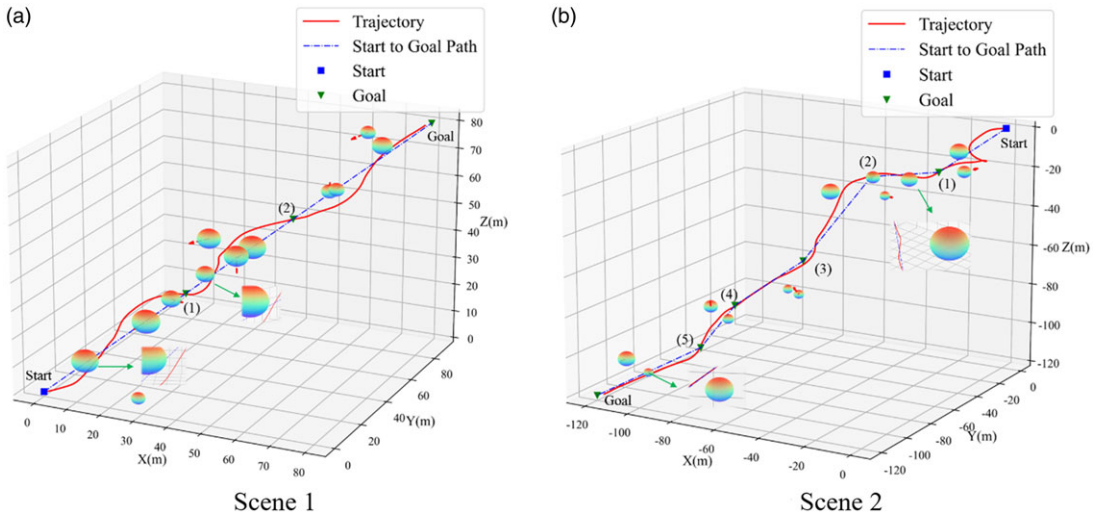 (a)
Trajectory
Start to Goal Path
Start
Goal
Goal
(2)
(1)
Start
80
70
60
50
40
30
20
10
0
Z(m)
0
10
20
30
40
50
60
70
80
X(m)
0
20
40
60
80
Y(m)
Scene 1
(b)
Trajectory
Start to Goal Path
Start
Goal
Start
(2)
(1)
(3)
(4)
(5)
Goal
0
-20
-40
-60
-80
-100
-120
Z(m)
-120
-100
-80
-60
-40
-20
0
X(m)
-120
-100
-80
-60
-40
-20
0
Y(m)
Scene 2